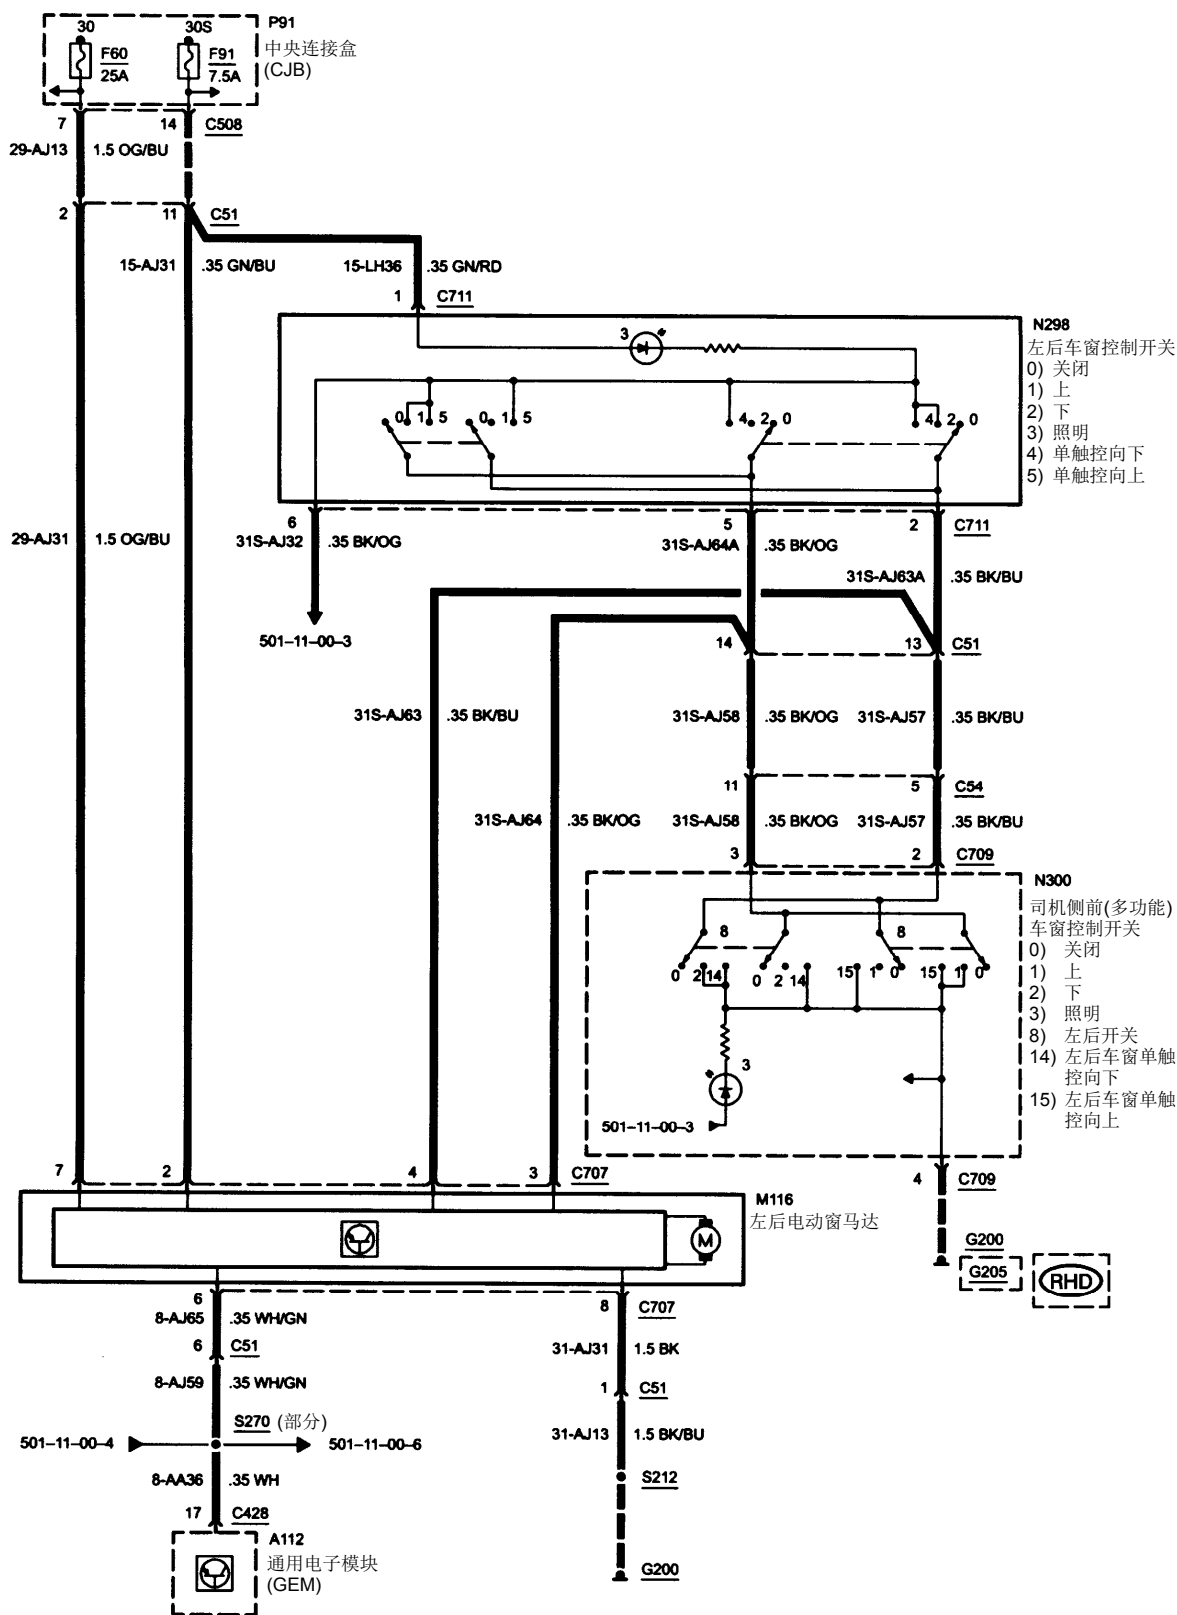 30 30S P91
中央连接盒
(CJB)
F60 F91
25A 7.5A
7 14 C508
29-AJ13 1.5 OG/BU
2 11 C51
15-AJ31 .35 GN/BU 15-LH36 .35 GN/RD
1 C711
N298
左后车窗控制开关
0) 关闭
1) 上
2) 下
3) 照明
4) 单触控向下
5) 单触控向上
3
0 1 5 0 1 5 4 2 0 4 2 0
6 5 2 C711
29-AJ31 1.5 OG/BU 31S-AJ32 .35 BK/OG 31S-AJ64A .35 BK/OG
31S-AJ63A .35 BK/BU
501-11-00-3
14 13 C51
31S-AJ63 .35 BK/BU 31S-AJ58 .35 BK/OG 31S-AJ57 .35 BK/BU
11 5 C54
31S-AJ64 .35 BK/OG 31S-AJ58 .35 BK/OG 31S-AJ57 .35 BK/BU
3 2 C709
N300
司机侧前(多功能)
车窗控制开关
0) 关闭
1) 上
2) 下
3) 照明
8) 左后开关
14) 左后车窗单触
控向下
15) 左后车窗单触
控向上
8 8
0 2 14 0 2 14 15 1 0 15 1 0
3
501-11-00-3
7 2 4 3 C707
4 C709
M116
左后电动窗马达
M
G200
G205
RHD
6 8 C707
8-AJ65 .35 WH/GN
6 C51
31-AJ31 1.5 BK
8-AJ59 .35 WH/GN
1 C51
S270 (部分)
31-AJ13 1.5 BK/BU
501-11-00-4 501-11-00-6
8-AA36 .35 WH
S212
17 C428
A112
通用电子模块
(GEM)
G200